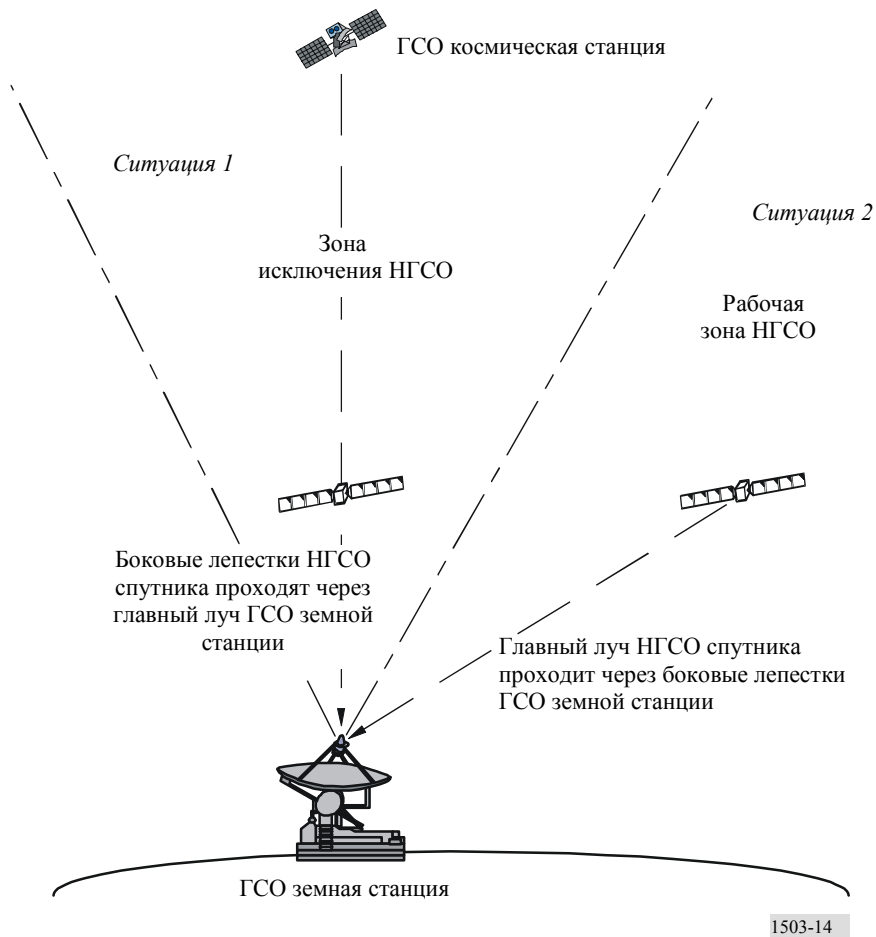 ГСО космическая станция
Ситуация 1
Ситуация 2
Зона
исключения НГСО
Рабочая
зона НГСО
Боковые лепестки НГСО
спутника проходят через
главный луч ГСО земной
станции
Главный луч НГСО спутника
проходит через боковые лепестки
ГСО земной станции
ГСО земная станция
1503-14